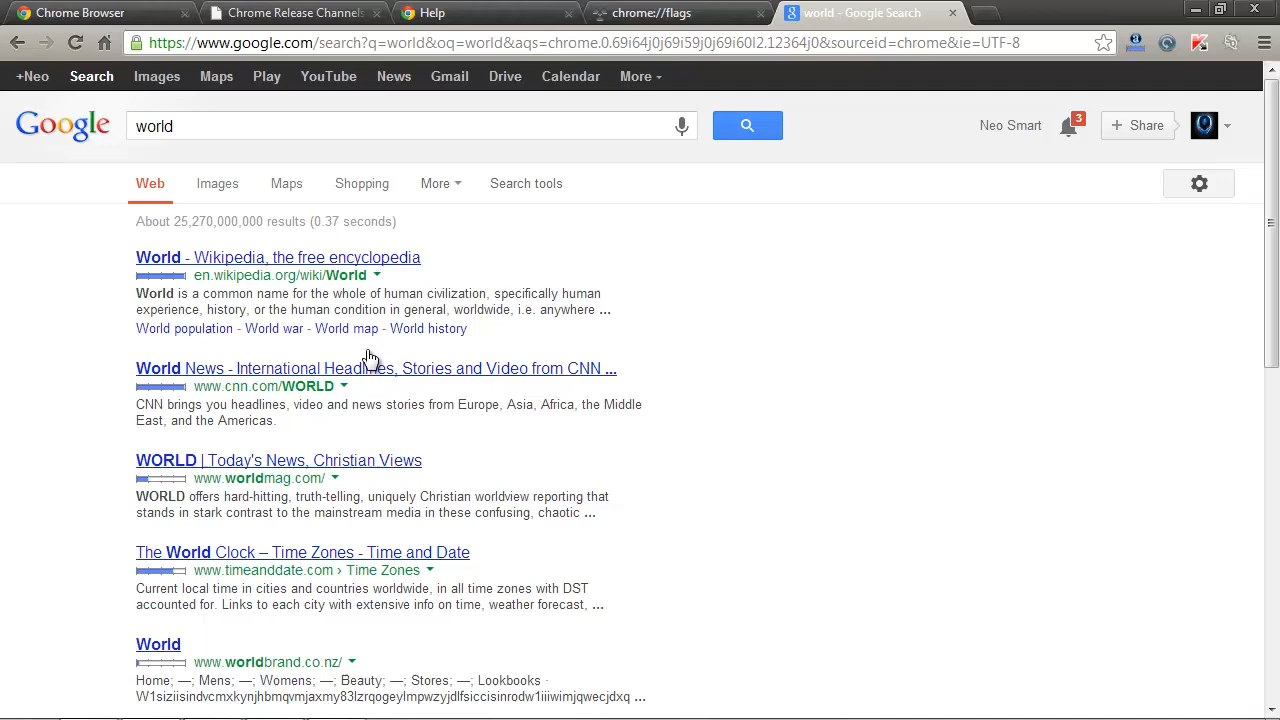 Chrome Browser
Chrome Release Channels
Help
chrome://flags
world - Google Search
https://www.google.com/search?q=world&oq=world&aqs=chrome.0.69i64j0j69i59j0j69i60l2.12364j0&sourceid=chrome&ie=UTF-8
+Neo Search Images Maps Play YouTube News Gmail Drive Calendar More
Google
world
Neo Smart
3
+ Share
Web Images Maps Shopping More Search tools
About 25,270,000,000 results (0.37 seconds)
World - Wikipedia, the free encyclopedia
en.wikipedia.org/wiki/World
World is a common name for the whole of human civilization, specifically human
experience, history, or the human condition in general, worldwide, i.e. anywhere ...
World population - World war - World map - World history
World News - International Headlines, Stories and Video from CNN ...
www.cnn.com/WORLD
CNN brings you headlines, video and news stories from Europe, Asia, Africa, the Middle
East, and the Americas.
WORLD | Today's News, Christian Views
www.worldmag.com/
WORLD offers hard-hitting, truth-telling, uniquely Christian worldview reporting that
stands in stark contrast to the mainstream media in these confusing, chaotic ...
The World Clock – Time Zones - Time and Date
www.timeanddate.com › Time Zones
Current local time in cities and countries worldwide, in all time zones with DST
accounted for. Links to each city with extensive info on time, weather forecast, ...
World
www.worldbrand.co.nz/
Home; —; Mens; —; Womens; —; Beauty; —; Stores; —; Lookbooks ·